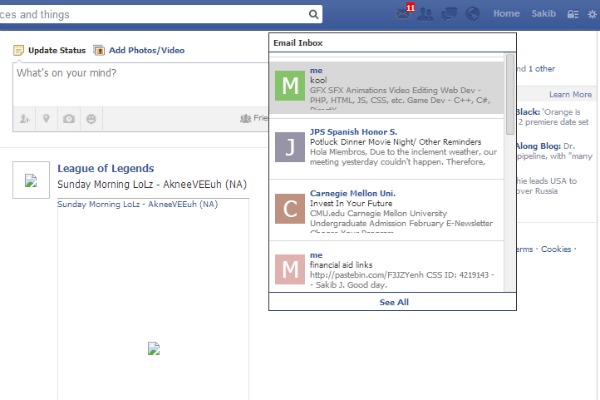 ces and things
11
Home Sakib
Update Status Add Photos/Video
What's on your mind?
Frie
League of Legends
Sunday Morning LoLz - AkneeVEEuh (NA)
Sunday Morning LoLz - AkneeVEEuh (NA)
Email Inbox
M
me
kool
GFX SFX Animations Video Editing Web Dev -
PHP, HTML, JS, CSS, etc. Game Dev - C++, C#,
DirectX
J
JPS Spanish Honor S.
Potluck Dinner Movie Night/ Other Reminders
Hola Miembros, Due to the inclement weather, our
meeting yesterday couldn't happen. Therefore,
C
Carnegie Mellon Uni.
Invest In Your Future
CMU.edu Carnegie Mellon University
Undergraduate Admission February E-Newsletter
Choose Your Program
M
me
financial aid links
http://pastebin.com/F3JZYenh CSS ID: 4219143 -
- Sakib J. Good day.
See All
and 1 other
Learn More
Black: 'Orange is
2 premiere date set
Along Blog: Dr.
pipeline, with "many
hie leads USA to
over Russia
erms · Cookies ·